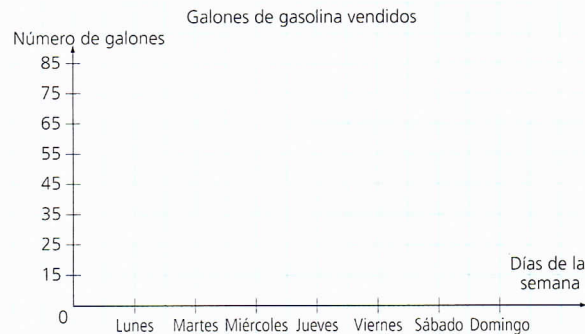 Galones de gasolina vendidos
Número de galones
85
75
65
55
45
35
25
15
0
Días de la
semana
Lunes Martes Miércoles Jueves Viernes Sábado Domingo